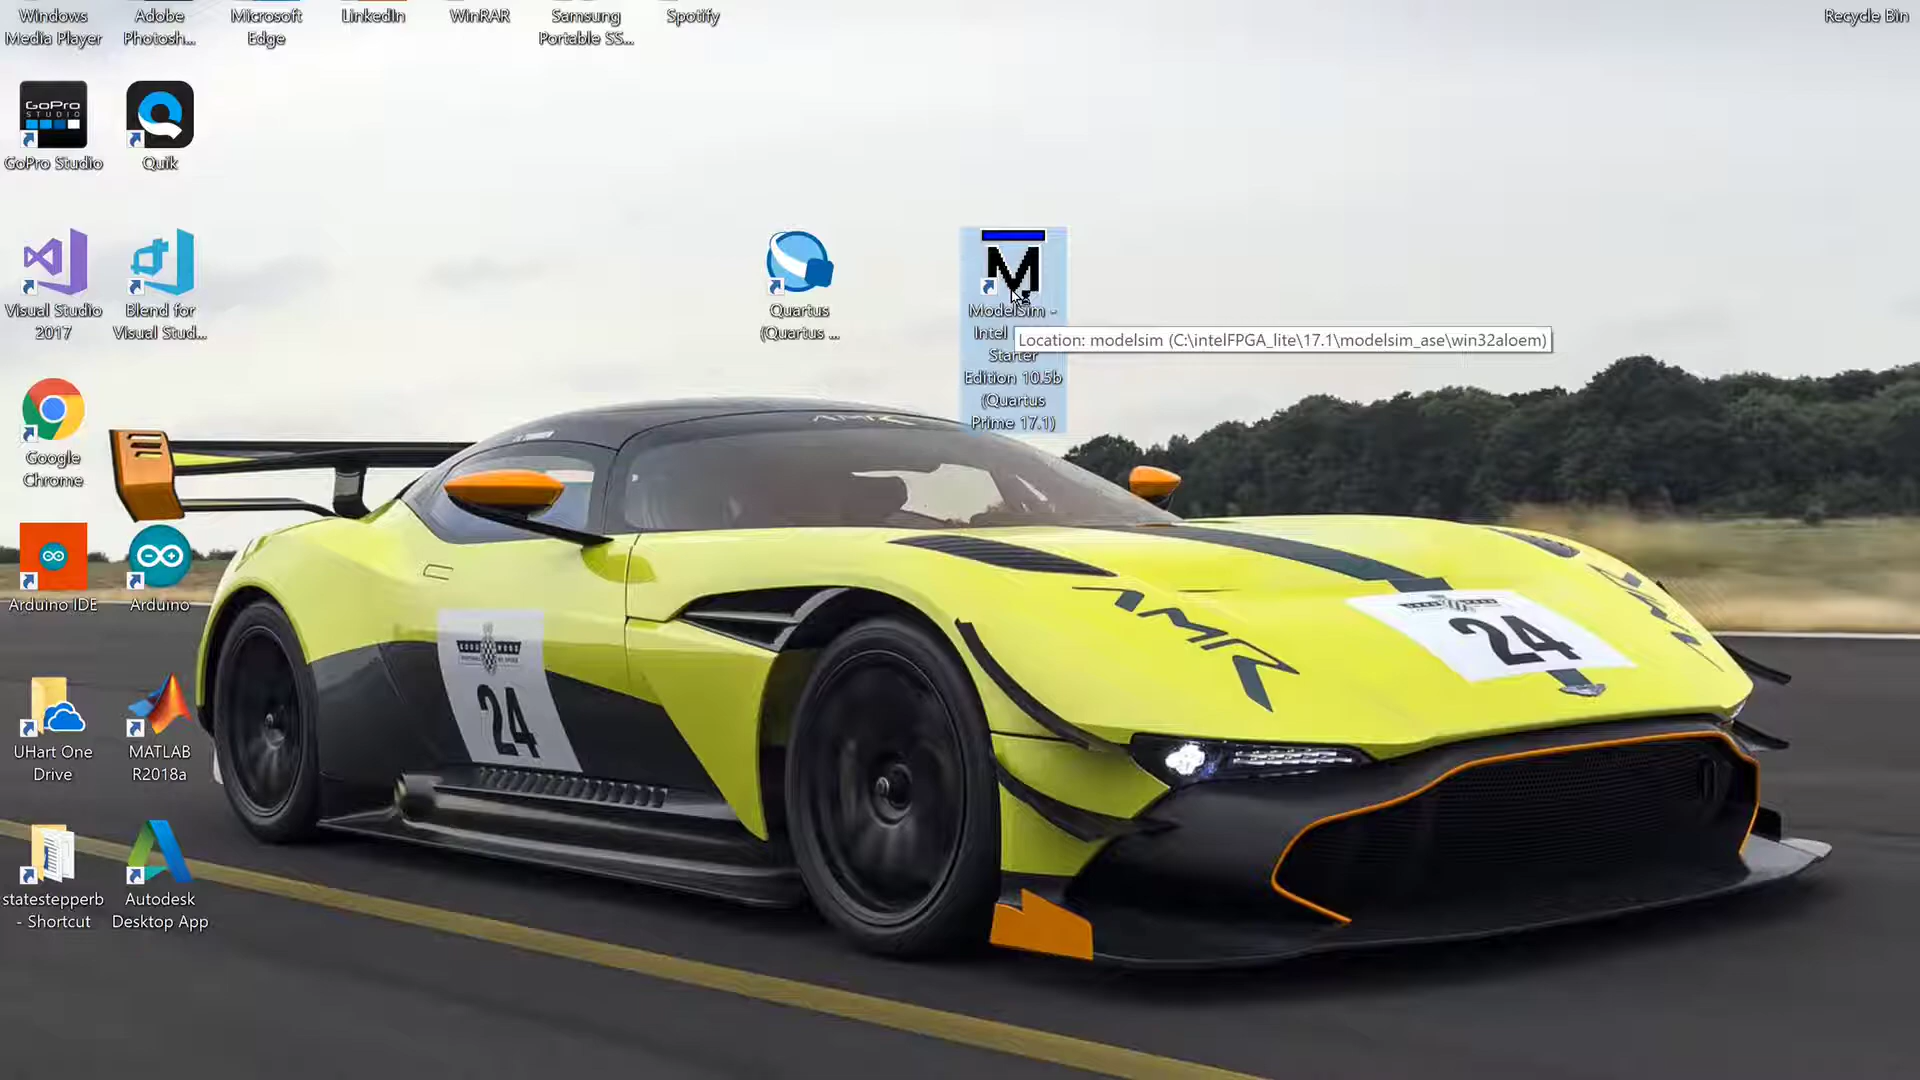 Windows
Media Player
Adobe
Photosh...
Microsoft
Edge
LinkedIn
WinRAR
Samsung
Portable SS...
Spotify
Recycle Bin
GoPro
STUDIO
GoPro Studio
Quik
Visual Studio
2017
Blend for
Visual Stud...
Quartus
(Quartus ...
M
ModelSim -
Intel
Starter
Edition 10.5b
(Quartus
Prime 17.1)
Location: modelsim (C:\intelFPGA_lite\17.1\modelsim_ase\win32aloem)
Google
Chrome
Arduino IDE
Arduino
UHart One
Drive
MATLAB
R2018a
statestepperb
- Shortcut
Autodesk
Desktop App
AMR
AMR
24
24